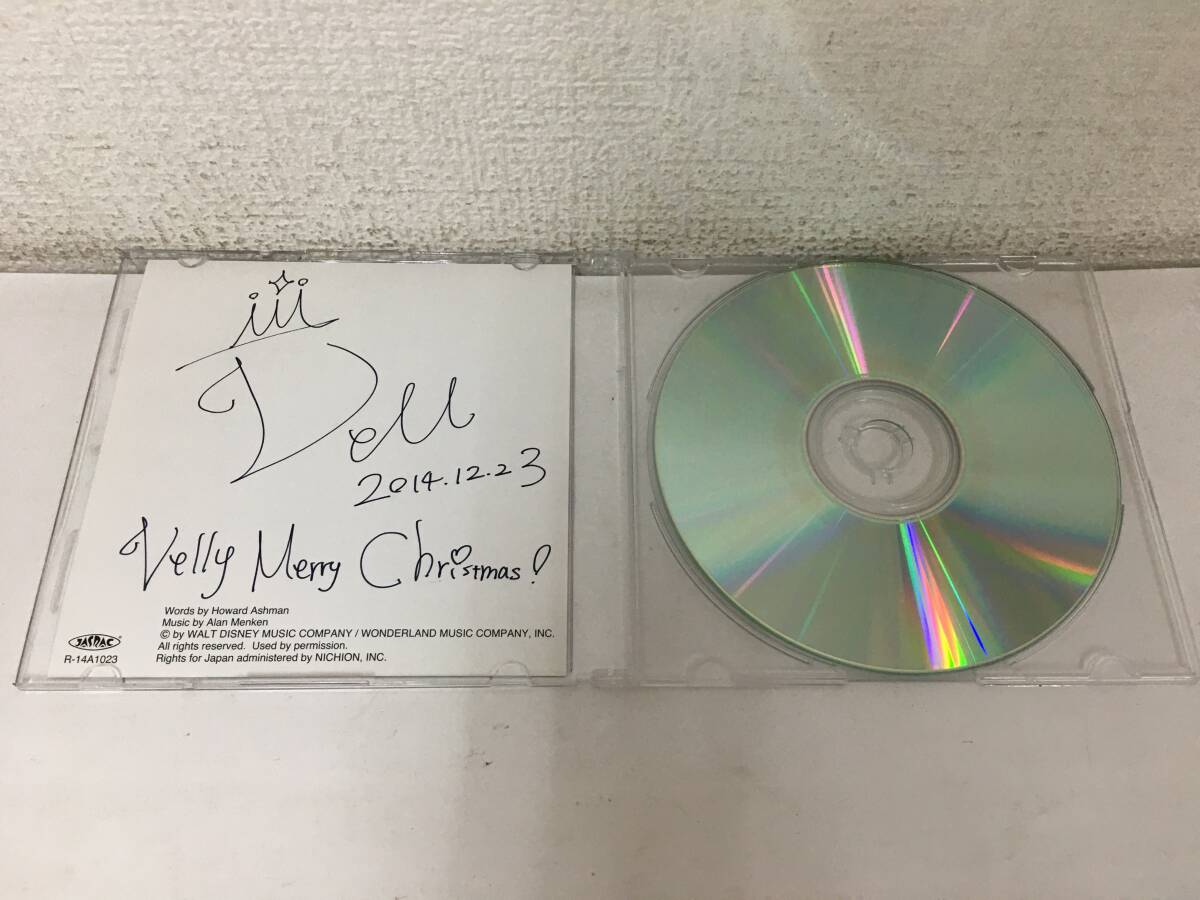 Dell
2014.12.23
Velly Merry Christmas!
Words by Howard Ashman
Music by Alan Menken
© by WALT DISNEY MUSIC COMPANY / WONDERLAND MUSIC COMPANY, INC.
All rights reserved. Used by permission.
Rights for Japan administered by NICHION, INC.
JASRAC
R-14A1023